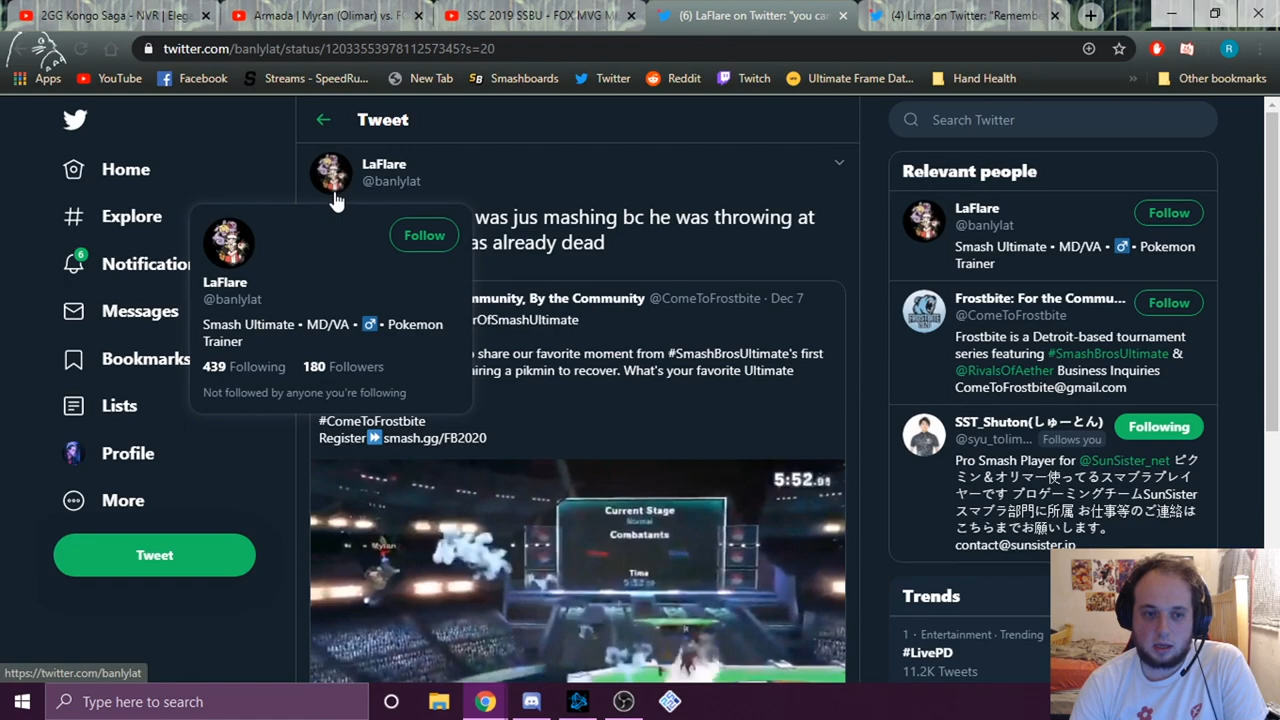 2GG Kongo Saga - NVR | Eleg
Armada | Myran (Olimar) vs. FO
SSC 2019 SSBU - FOX MVG M
(6) LaFlare on Twitter: "you ca
(4) Lima on Twitter: "Remembe
twitter.com/banlylat/status/1203355397811257345?s=20
Apps
YouTube
Facebook
Streams - SpeedRu...
New Tab
Smashboards
Twitter
Reddit
Twitch
Ultimate Frame Dat...
Hand Health
Other bookmarks
Home
Explore
6
Notification
Messages
Bookmarks
Lists
Profile
More
Tweet
Tweet
LaFlare
@banlylat
was jus mashing bc he was throwing at
as already dead
LaFlare
@banlylat
Follow
Smash Ultimate • MD/VA • ♂ • Pokemon
Trainer
439 Following 180 Followers
Not followed by anyone you're following
mmunity, By the Community @ComeToFrostbite · Dec 7
rOfSmashUltimate
o share our favorite moment from #SmashBrosUltimate's first
iring a pikmin to recover. What's your favorite Ultimate
#ComeToFrostbite
Register⏩smash.gg/FB2020
5:52.
Current Stage
Normal
Combatants
Time
Myran
Search Twitter
Relevant people
LaFlare
@banlylat
Follow
Smash Ultimate • MD/VA • ♂ • Pokemon
Trainer
Frostbite: For the Commu...
@ComeToFrostbite
Follow
Frostbite is a Detroit-based tournament
series featuring #SmashBrosUltimate &
@RivalsOfAether Business Inquiries
ComeToFrostbite@gmail.com
SST_Shuton(しゅーとん)
@syu_tolim... Follows you
Following
Pro Smash Player for @SunSister_net ピク
ミン&オリマー使ってるスマブラプレイ
ヤーです プロゲーミングチームSunSister
スマブラ部門に所属 お仕事等のご連絡は
こちらまでお願いします。
contact@sunsister.jp
Trends
1 · Entertainment · Trending
#LivePD
11.2K Tweets
https://twitter.com/banlylat
Type here to search